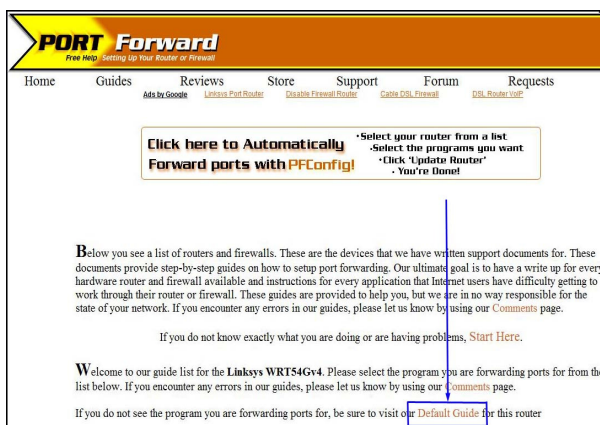 PORT Forward
Free Help Setting Up Your Router or Firewall
Home Guides Reviews Store Support Forum Requests
Ads by Google Linksys Port Router Disable Firewall Router Cable DSL Firewall DSL Router VoIP
Click here to Automatically
Forward ports with PFConfig!
•Select your router from a list
•Select the programs you want
•Click 'Update Router'
• You're Done!
Below you see a list of routers and firewalls. These are the devices that we have written support documents for. These
documents provide step-by-step guides on how to setup port forwarding. Our ultimate goal is to have a write up for every
hardware router and firewall available and instructions for every application that Internet users have difficulty getting to
work through their router or firewall. These guides are provided to help you, but we are in no way responsible for the
state of your network. If you encounter any errors in our guides, please let us know by using our Comments page.
If you do not know exactly what you are doing or are having problems, Start Here.
Welcome to our guide list for the Linksys WRT54Gv4. Please select the program you are forwarding ports for from the
list below. If you encounter any errors in our guides, please let us know by using our Comments page.
If you do not see the program you are forwarding ports for, be sure to visit our Default Guide for this router